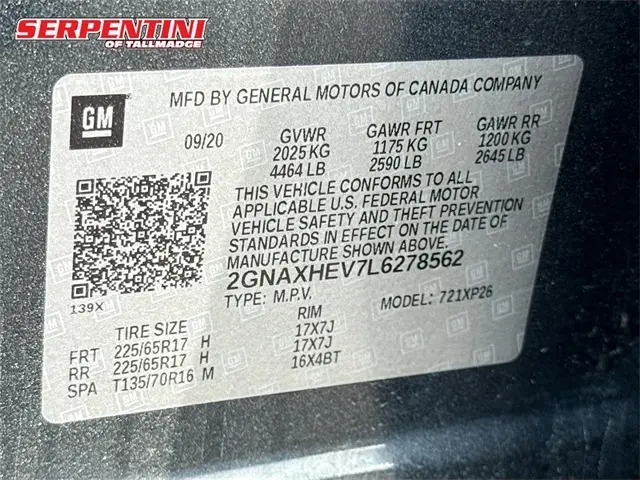 SERPENTINI
OF TALLMADGE
GM
MFD BY GENERAL MOTORS OF CANADA COMPANY
09/20 GVWR GAWR FRT GAWR RR
2025 KG 1175 KG 1200 KG
4464 LB 2590 LB 2645 LB
THIS VEHICLE CONFORMS TO ALL
APPLICABLE U.S. FEDERAL MOTOR
VEHICLE SAFETY AND THEFT PREVENTION
STANDARDS IN EFFECT ON THE DATE OF
MANUFACTURE SHOWN ABOVE.
2GNAXHEV7L6278562
139X TYPE: M.P.V. MODEL: 721XP26
TIRE SIZE RIM
FRT 225/65R17 H 17X7J
RR 225/65R17 H 17X7J
SPA T135/70R16 M 16X4BT